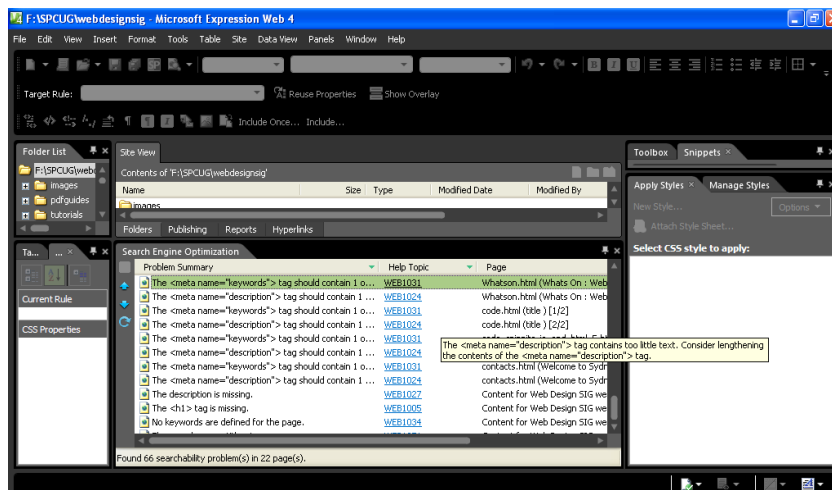 F:\SPCUG\webdesignsig - Microsoft Expression Web 4
File Edit View Insert Format Tools Table Site Data View Panels Window Help
Target Rule: Reuse Properties Show Overlay
Include Once... Include...
Folder List
F:\SPCUG\webd
images
pdfguides
tutorials
Site View
Contents of 'F:\SPCUG\webdesignsig'
Name Size Type Modified Date Modified By
images
Folders Publishing Reports Hyperlinks
Toolbox Snippets ×
Apply Styles × Manage Styles
New Style... Options
Attach Style Sheet...
Select CSS style to apply:
Ta... ... ×
Current Rule
CSS Properties
Search Engine Optimization
Problem Summary Help Topic Page
The <meta name="keywords"> tag should contain 1 o... WEB1031 Whatson.html (Whats On : Web
The <meta name="description"> tag should contain 1 ... WEB1024 Whatson.html (Whats On : Web
The <meta name="keywords"> tag should contain 1 o... WEB1031 code.html (title ) [1/2]
The <meta name="description"> tag should contain 1 ... WEB1024 code.html (title ) [2/2]
The <meta name="keywords"> tag should contain 1 o... WEB1031
The <meta name="description"> tag should contain 1 ... WEB1024
The <meta name="description"> tag contains too little text. Consider lengthening
the contents of the <meta name="description"> tag.
The <meta name="keywords"> tag should contain 1 o... WEB1031 contacts.html (Welcome to Sydr
The <meta name="description"> tag should contain 1 ... WEB1024 contacts.html (Welcome to Sydr
The description is missing. WEB1027 Content for Web Design SIG we
The <h1> tag is missing. WEB1005 Content for Web Design SIG we
No keywords are defined for the page. WEB1034 Content for Web Design SIG we
Found 66 searchability problem(s) in 22 page(s).